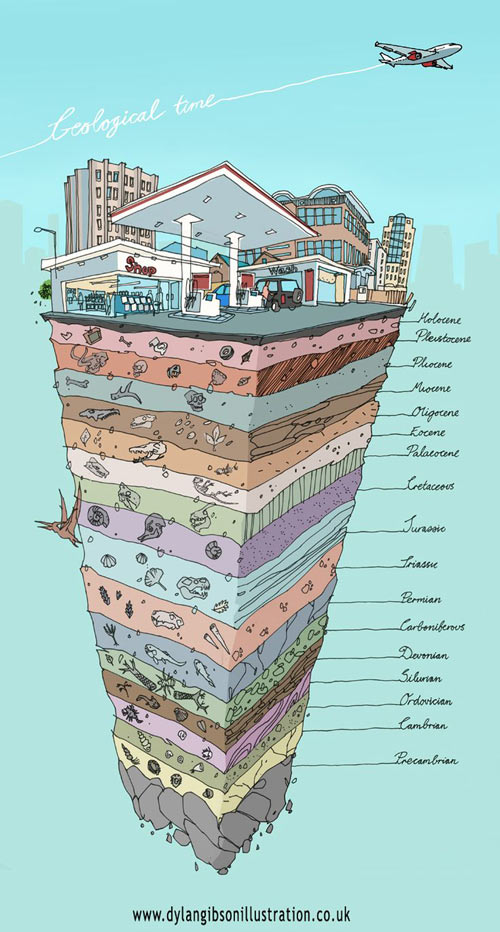 Geological time
Shop
Wash
Holocene
Pleistocene
Pliocene
Miocene
Oligocene
Eocene
Palaeocene
Cretaceous
Jurassic
Triassic
Permian
Carboniferous
Devonian
Silurian
Ordovician
Cambrian
Precambrian
www.dylangibsonillustration.co.uk